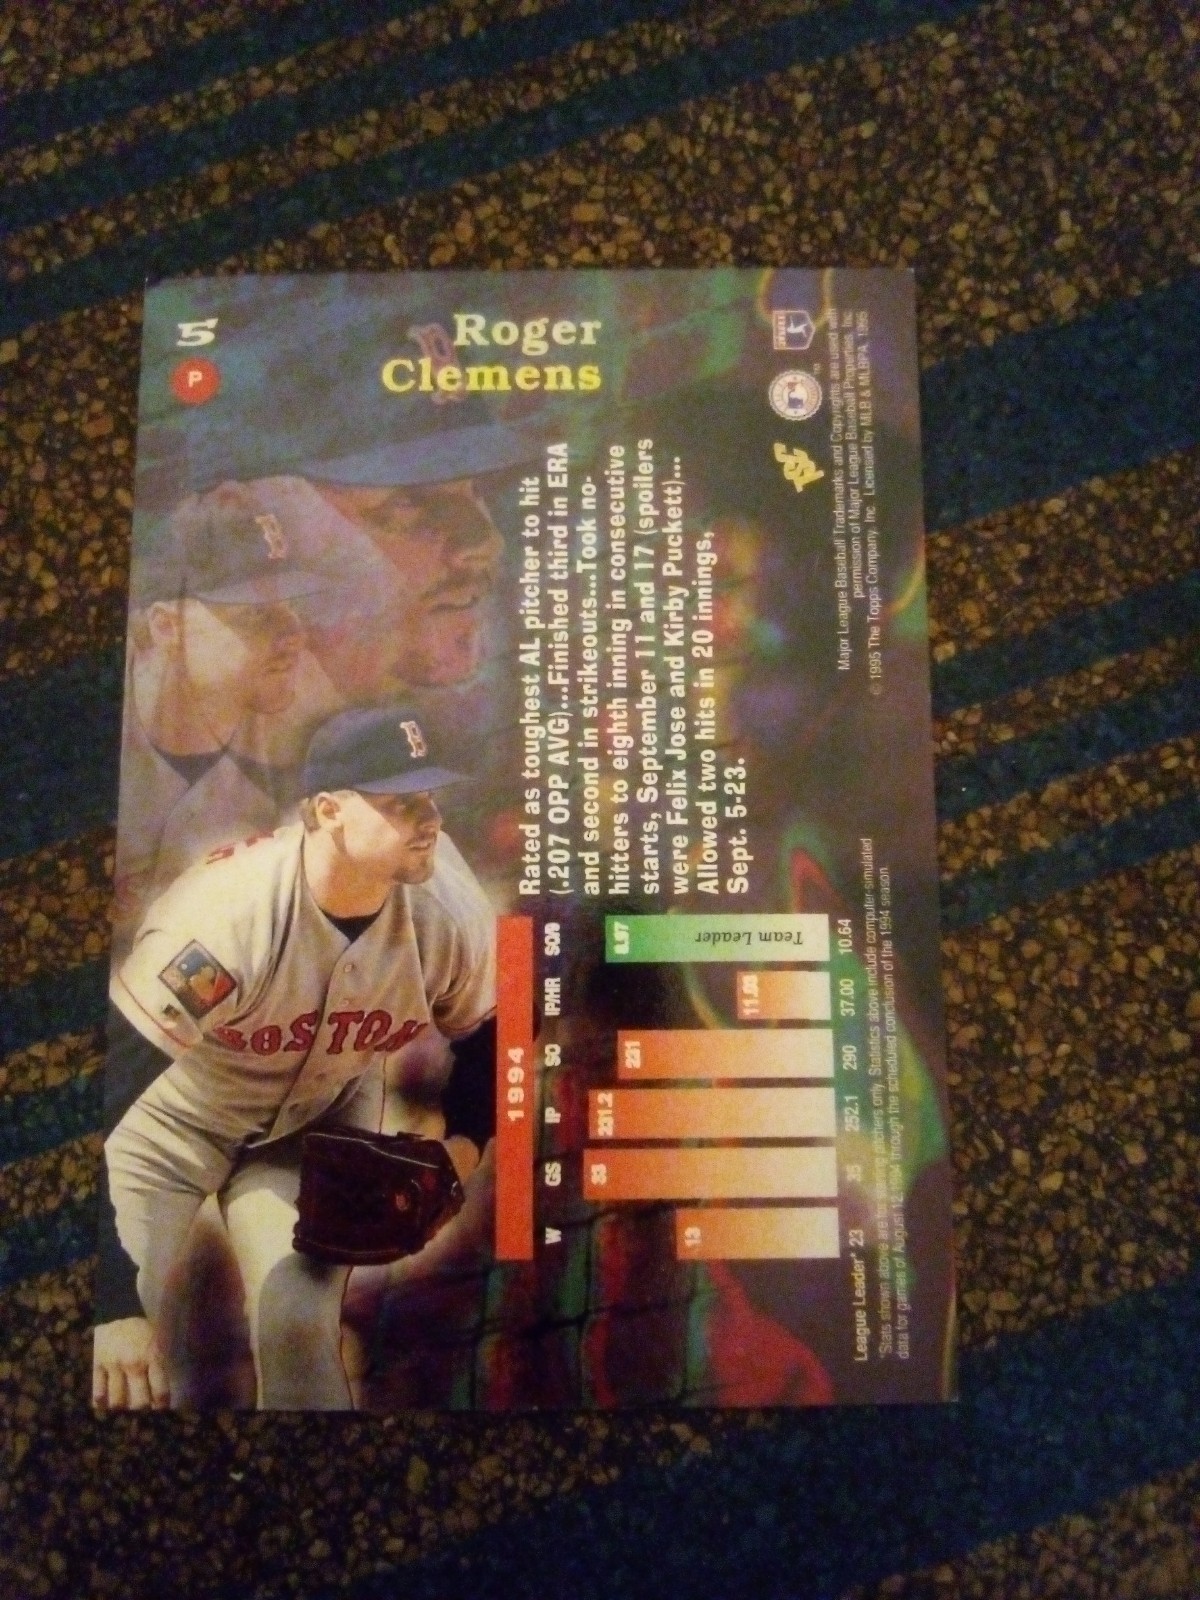 5
P
Roger
Clemens
BOSTON
Rated as toughest AL pitcher to hit
(.207 OPP AVG)...Finished third in ERA
and second in strikeouts...Took no-
hitters to eighth inning in consecutive
starts, September 11 and 17 (spoilers
were Felix Jose and Kirby Puckett)...
Allowed two hits in 20 innings,
Sept. 5-23.
1994
W GS IP SO IP/HR SO/9
13 33 231.2 221 11.03
Team Leader
League Leader* 23 35 252.1 290 37.00 10.64
*Stats shown above are for starting pitchers only. Statistics above include computer-simulated
data for games of August 12, 1994 through the scheduled conclusion of the 1994 season.
Major League Baseball Trademarks and Copyrights are used with
permission of Major League Baseball Properties, Inc.
© 1995 The Topps Company, Inc. Licensed by MLB & MLBPA 1995